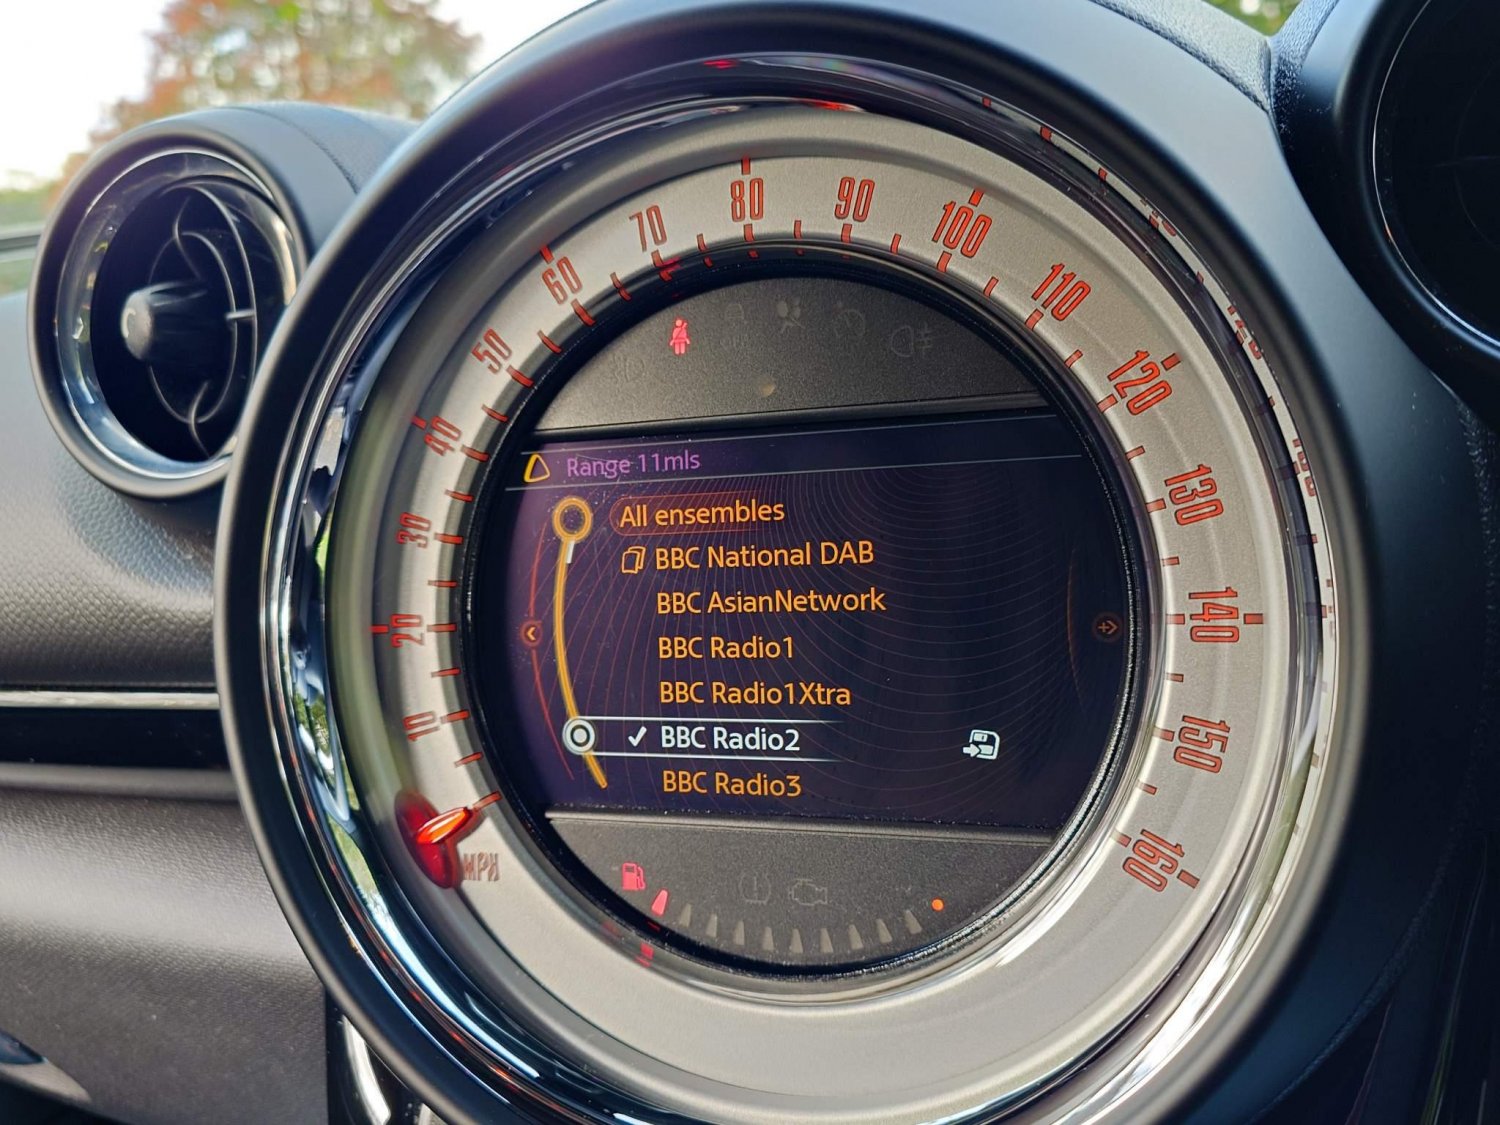 10
20
30
40
50
60
70
80
90
100
110
120
130
140
150
160
MPH
Range 11mls
All ensembles
BBC National DAB
BBC AsianNetwork
BBC Radio1
BBC Radio1Xtra
BBC Radio2
BBC Radio3